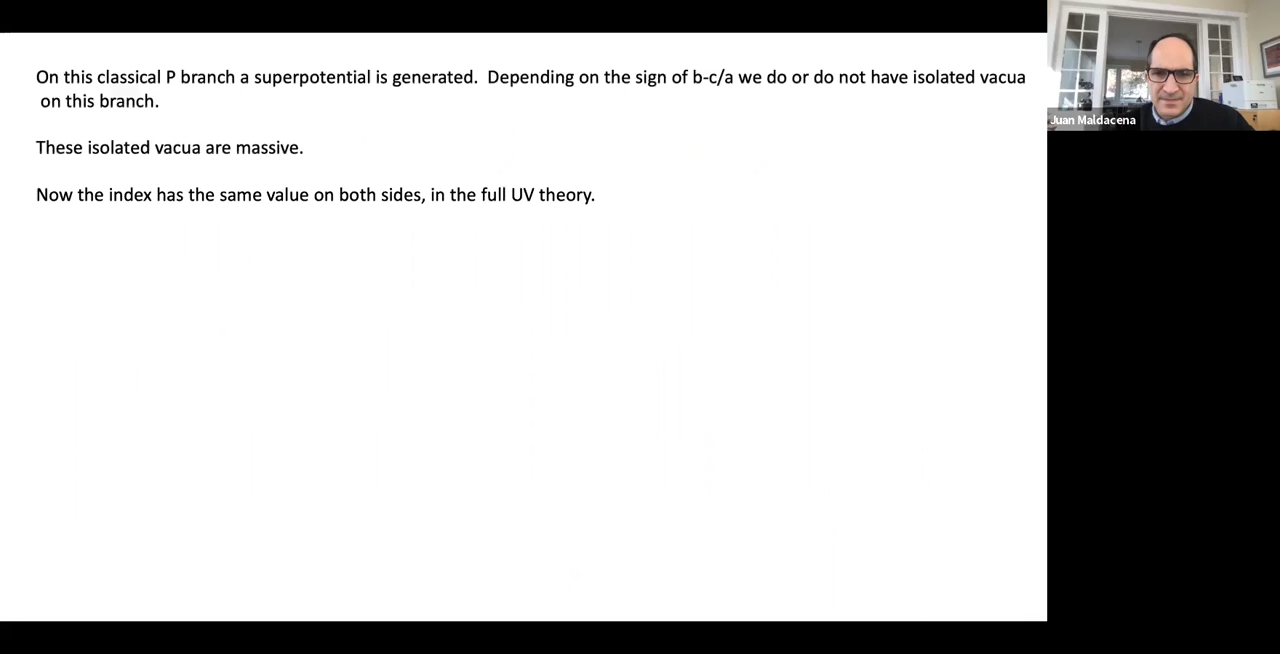 On this classical P branch a superpotential is generated.  Depending on the sign of b-c/a we do or do not have isolated vacua
on this branch.
These isolated vacua are massive.
Now the index has the same value on both sides, in the full UV theory.
Juan Maldacena